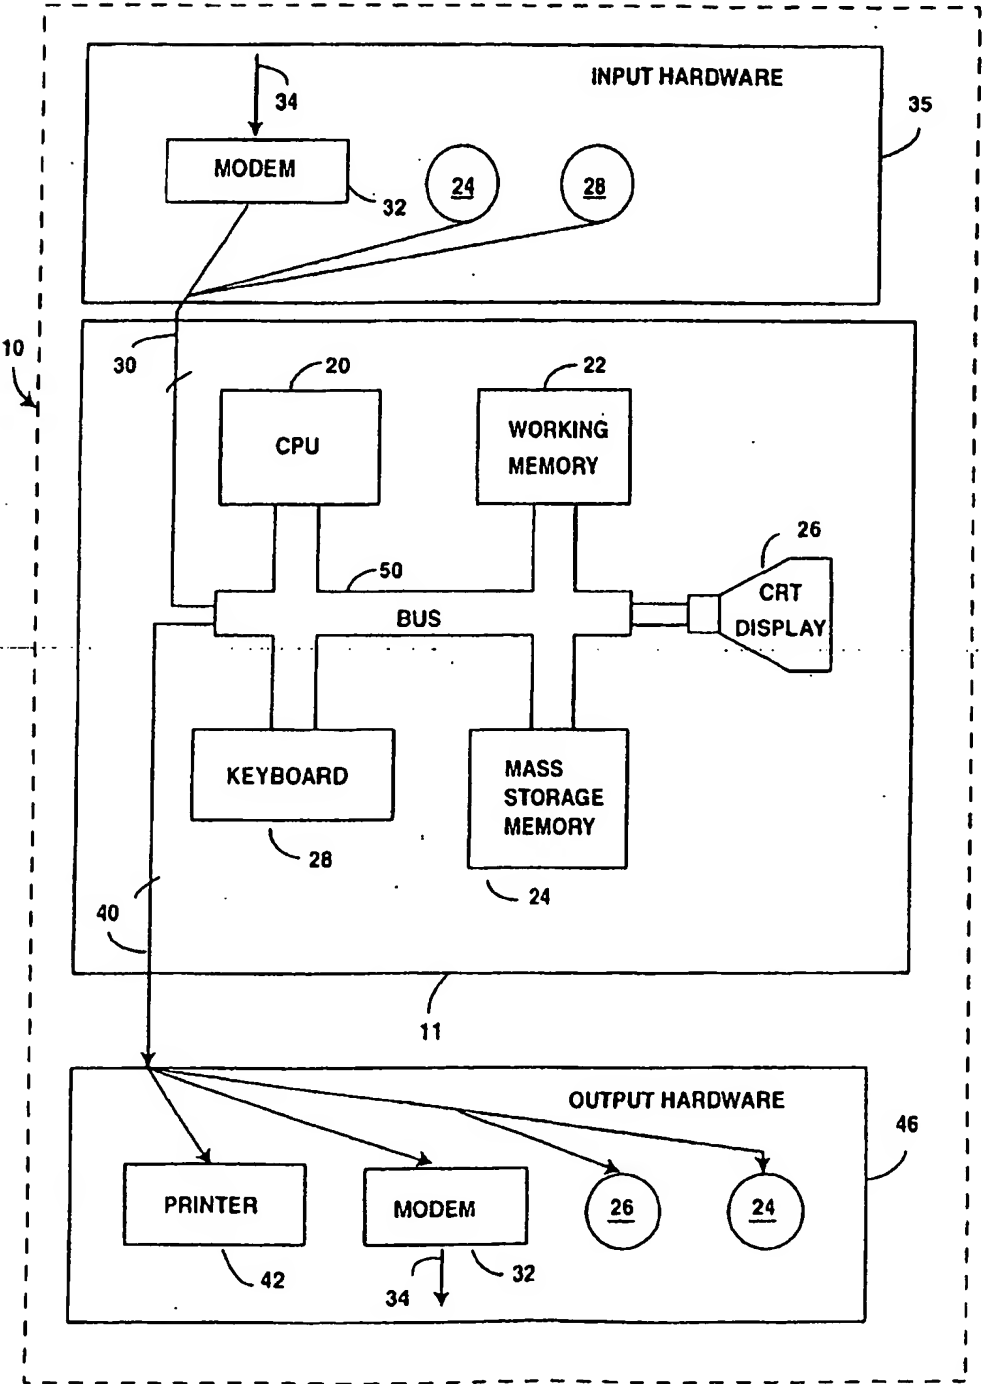 INPUT HARDWARE
34
35
MODEM
32
24
28
10
30
20
22
CPU
WORKING
MEMORY
26
CRT
DISPLAY
50
BUS
KEYBOARD
28
MASS
STORAGE
MEMORY
24
40
11
OUTPUT HARDWARE
46
PRINTER
42
MODEM
32
34
26
24